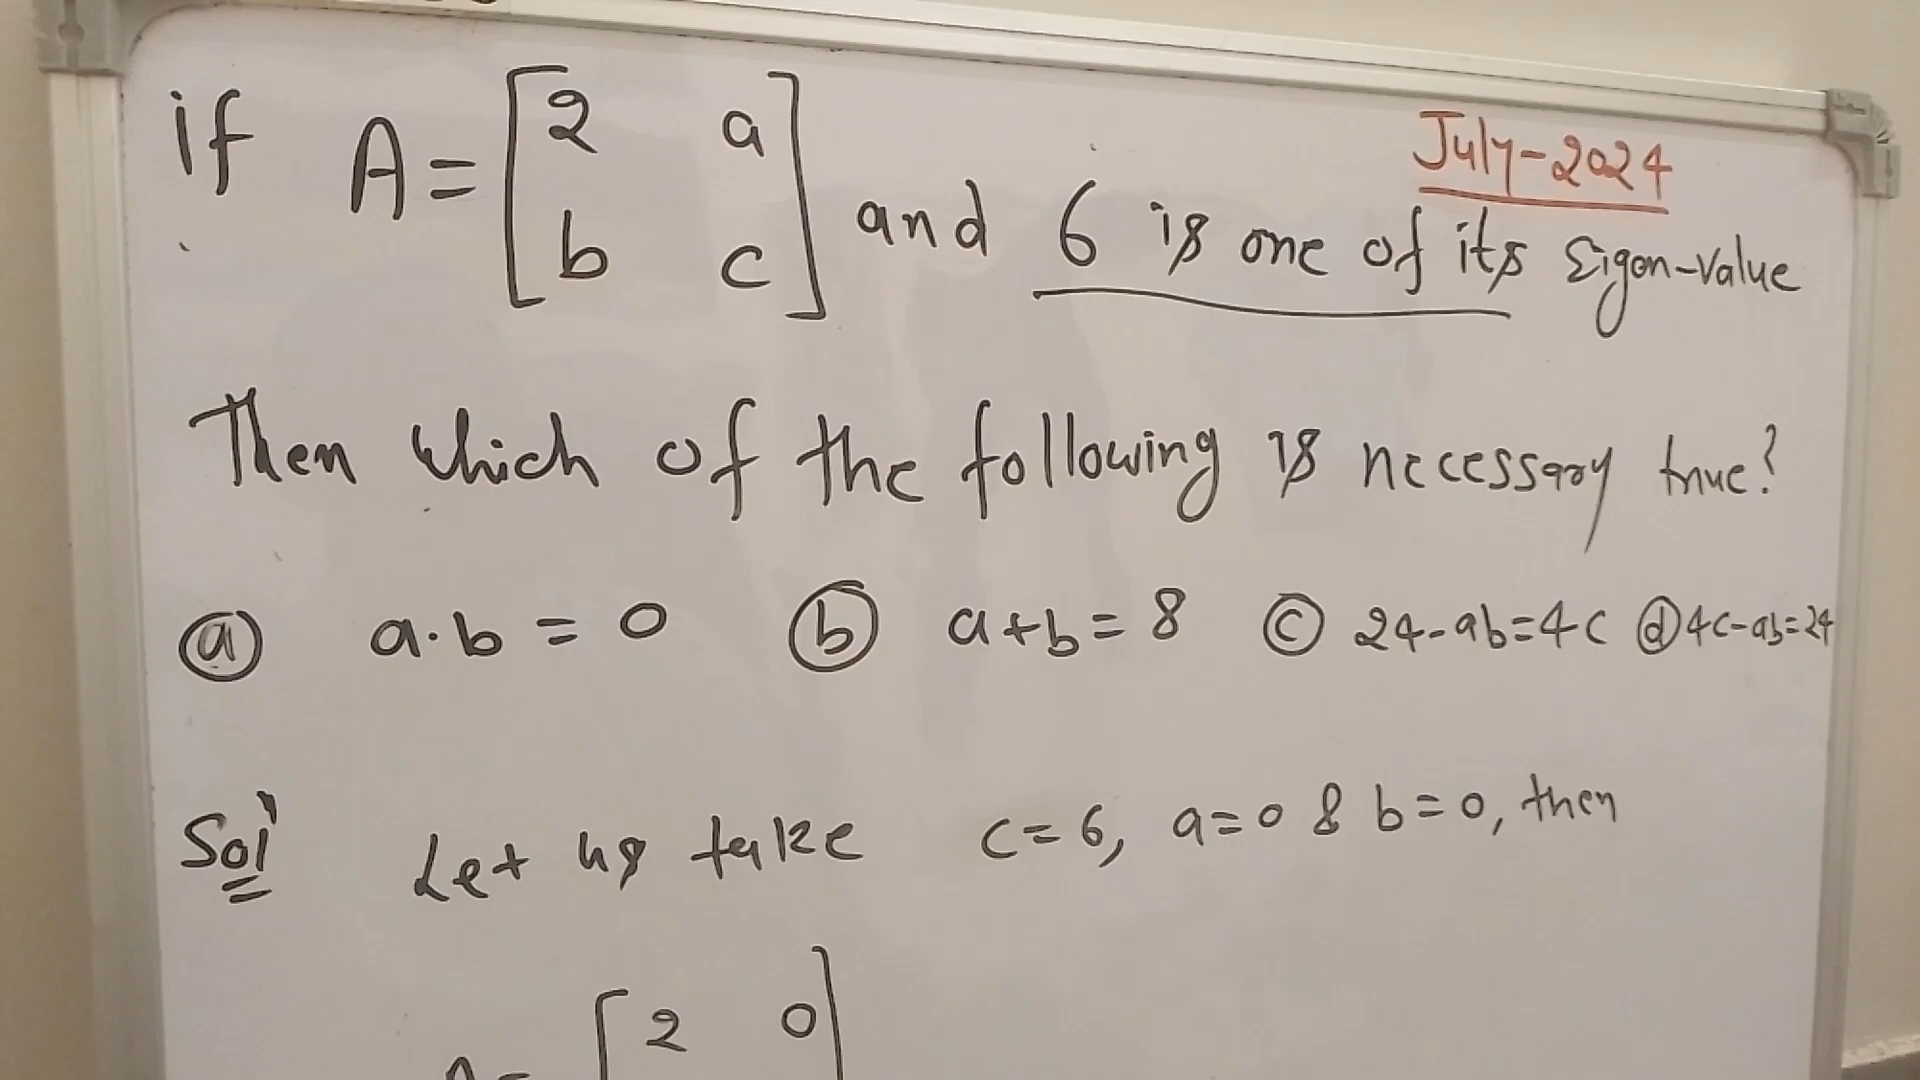 July-2024
if A = [2 a
b c] and 6 is one of its Eigen-value
Then which of the following is necessary true?
(a) a.b = 0 (b) a+b = 8 (c) 24-ab=4c (d) 4c-ab=24
Sol Let us take c=6, a=0 & b=0, then
A= [2 0]